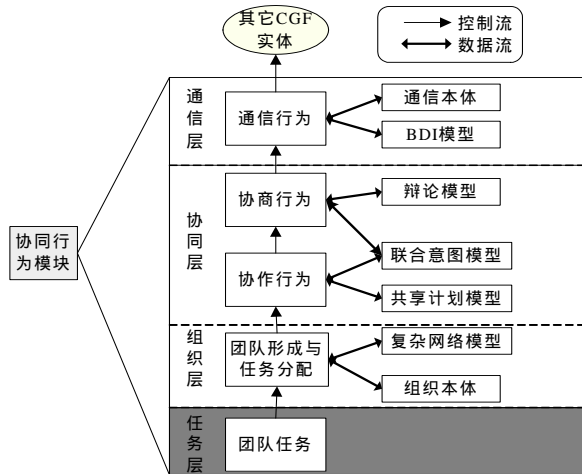 其它CGF
实体
控制流
数据流
通信层
通信行为
通信本体
BDI模型
协同行
为模块
协同层
协商行为
辩论模型
联合意图模型
协作行为
共享计划模型
组织层
团队形成与
任务分配
复杂网络模型
组织本体
任务层
团队任务